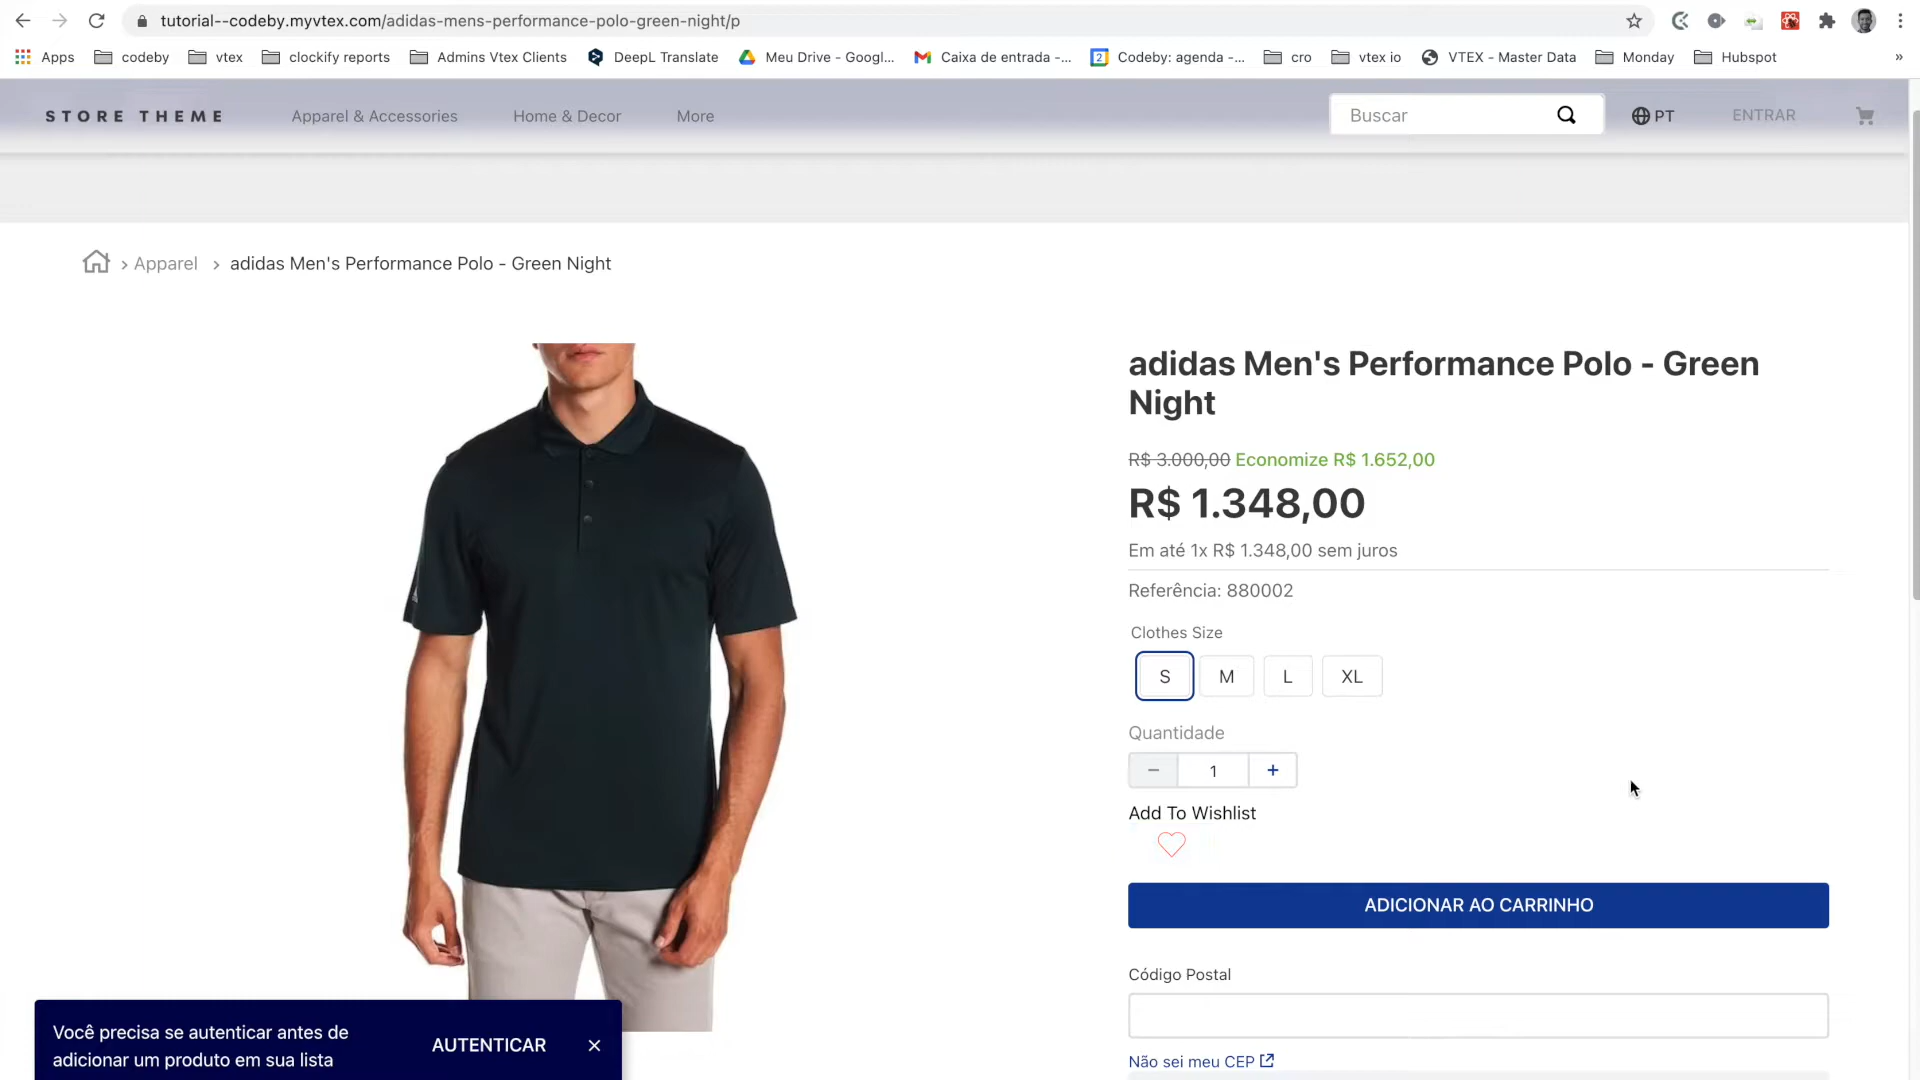 tutorial--codeby.myvtex.com/adidas-mens-performance-polo-green-night/p
Apps codeby vtex clockify reports Admins Vtex Clients DeepL Translate Meu Drive - Googl... Caixa de entrada -... 2 Codeby: agenda -... cro vtex io VTEX - Master Data Monday Hubspot »
STORE THEME Apparel & Accessories Home & Decor More Buscar PT ENTRAR
> Apparel > adidas Men's Performance Polo - Green Night
adidas Men's Performance Polo - Green
Night
R$ 3.000,00 Economize R$ 1.652,00
R$ 1.348,00
Em até 1x R$ 1.348,00 sem juros
Referência: 880002
Clothes Size
S M L XL
Quantidade
− 1 +
Add To Wishlist
ADICIONAR AO CARRINHO
Código Postal
Não sei meu CEP
Você precisa se autenticar antes de
adicionar um produto em sua lista
AUTENTICAR ×